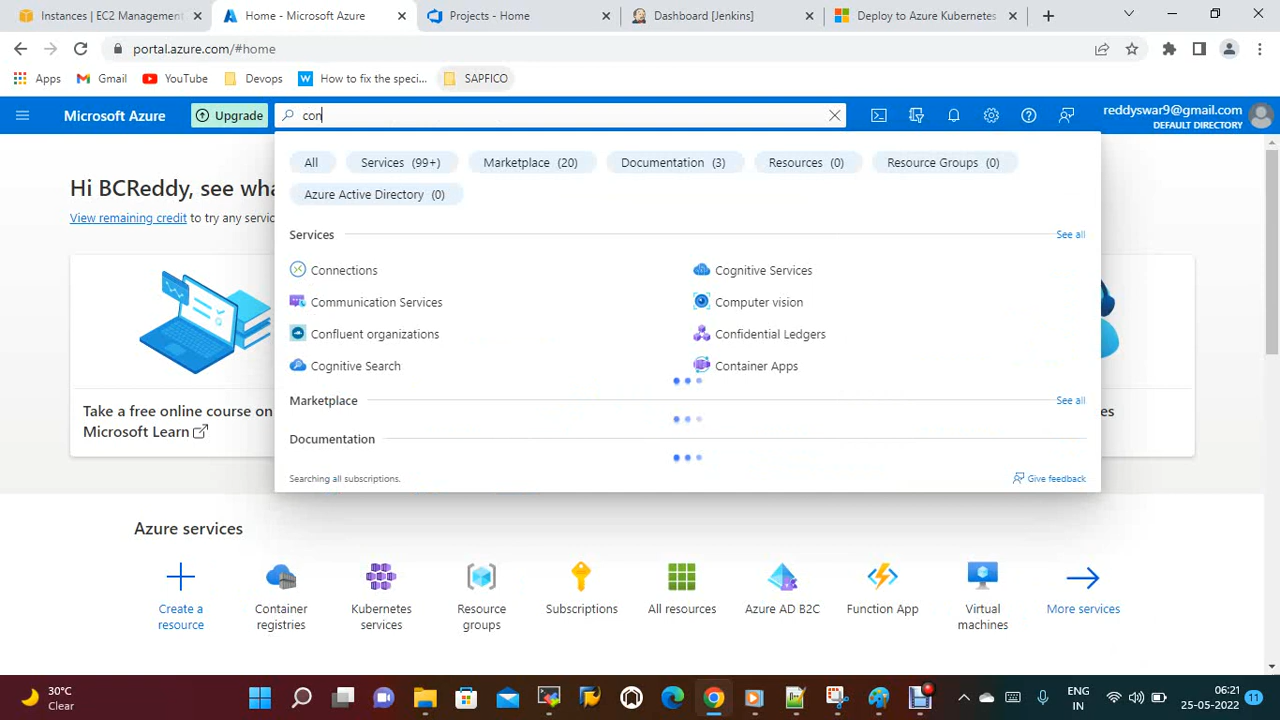 Instances | EC2 Management
Home - Microsoft Azure
Projects - Home
Dashboard [Jenkins]
Deploy to Azure Kubernetes
portal.azure.com/#home
Apps
Gmail
YouTube
Devops
How to fix the speci...
SAPFICO
Microsoft Azure
Upgrade
con
reddyswar9@gmail.com
DEFAULT DIRECTORY
All
Services (99+)
Marketplace (20)
Documentation (3)
Resources (0)
Resource Groups (0)
Azure Active Directory (0)
Hi BCReddy, see wha
View remaining credit to try any servic
Services
See all
Connections
Cognitive Services
Communication Services
Computer vision
Confluent organizations
Confidential Ledgers
Cognitive Search
Container Apps
Marketplace
See all
Documentation
Searching all subscriptions.
Give feedback
Take a free online course on
Microsoft Learn
es
Azure services
Create a
resource
Container
registries
Kubernetes
services
Resource
groups
Subscriptions
All resources
Azure AD B2C
Function App
Virtual
machines
More services
30°C
Clear
ENG
IN
06:21
25-05-2022
11